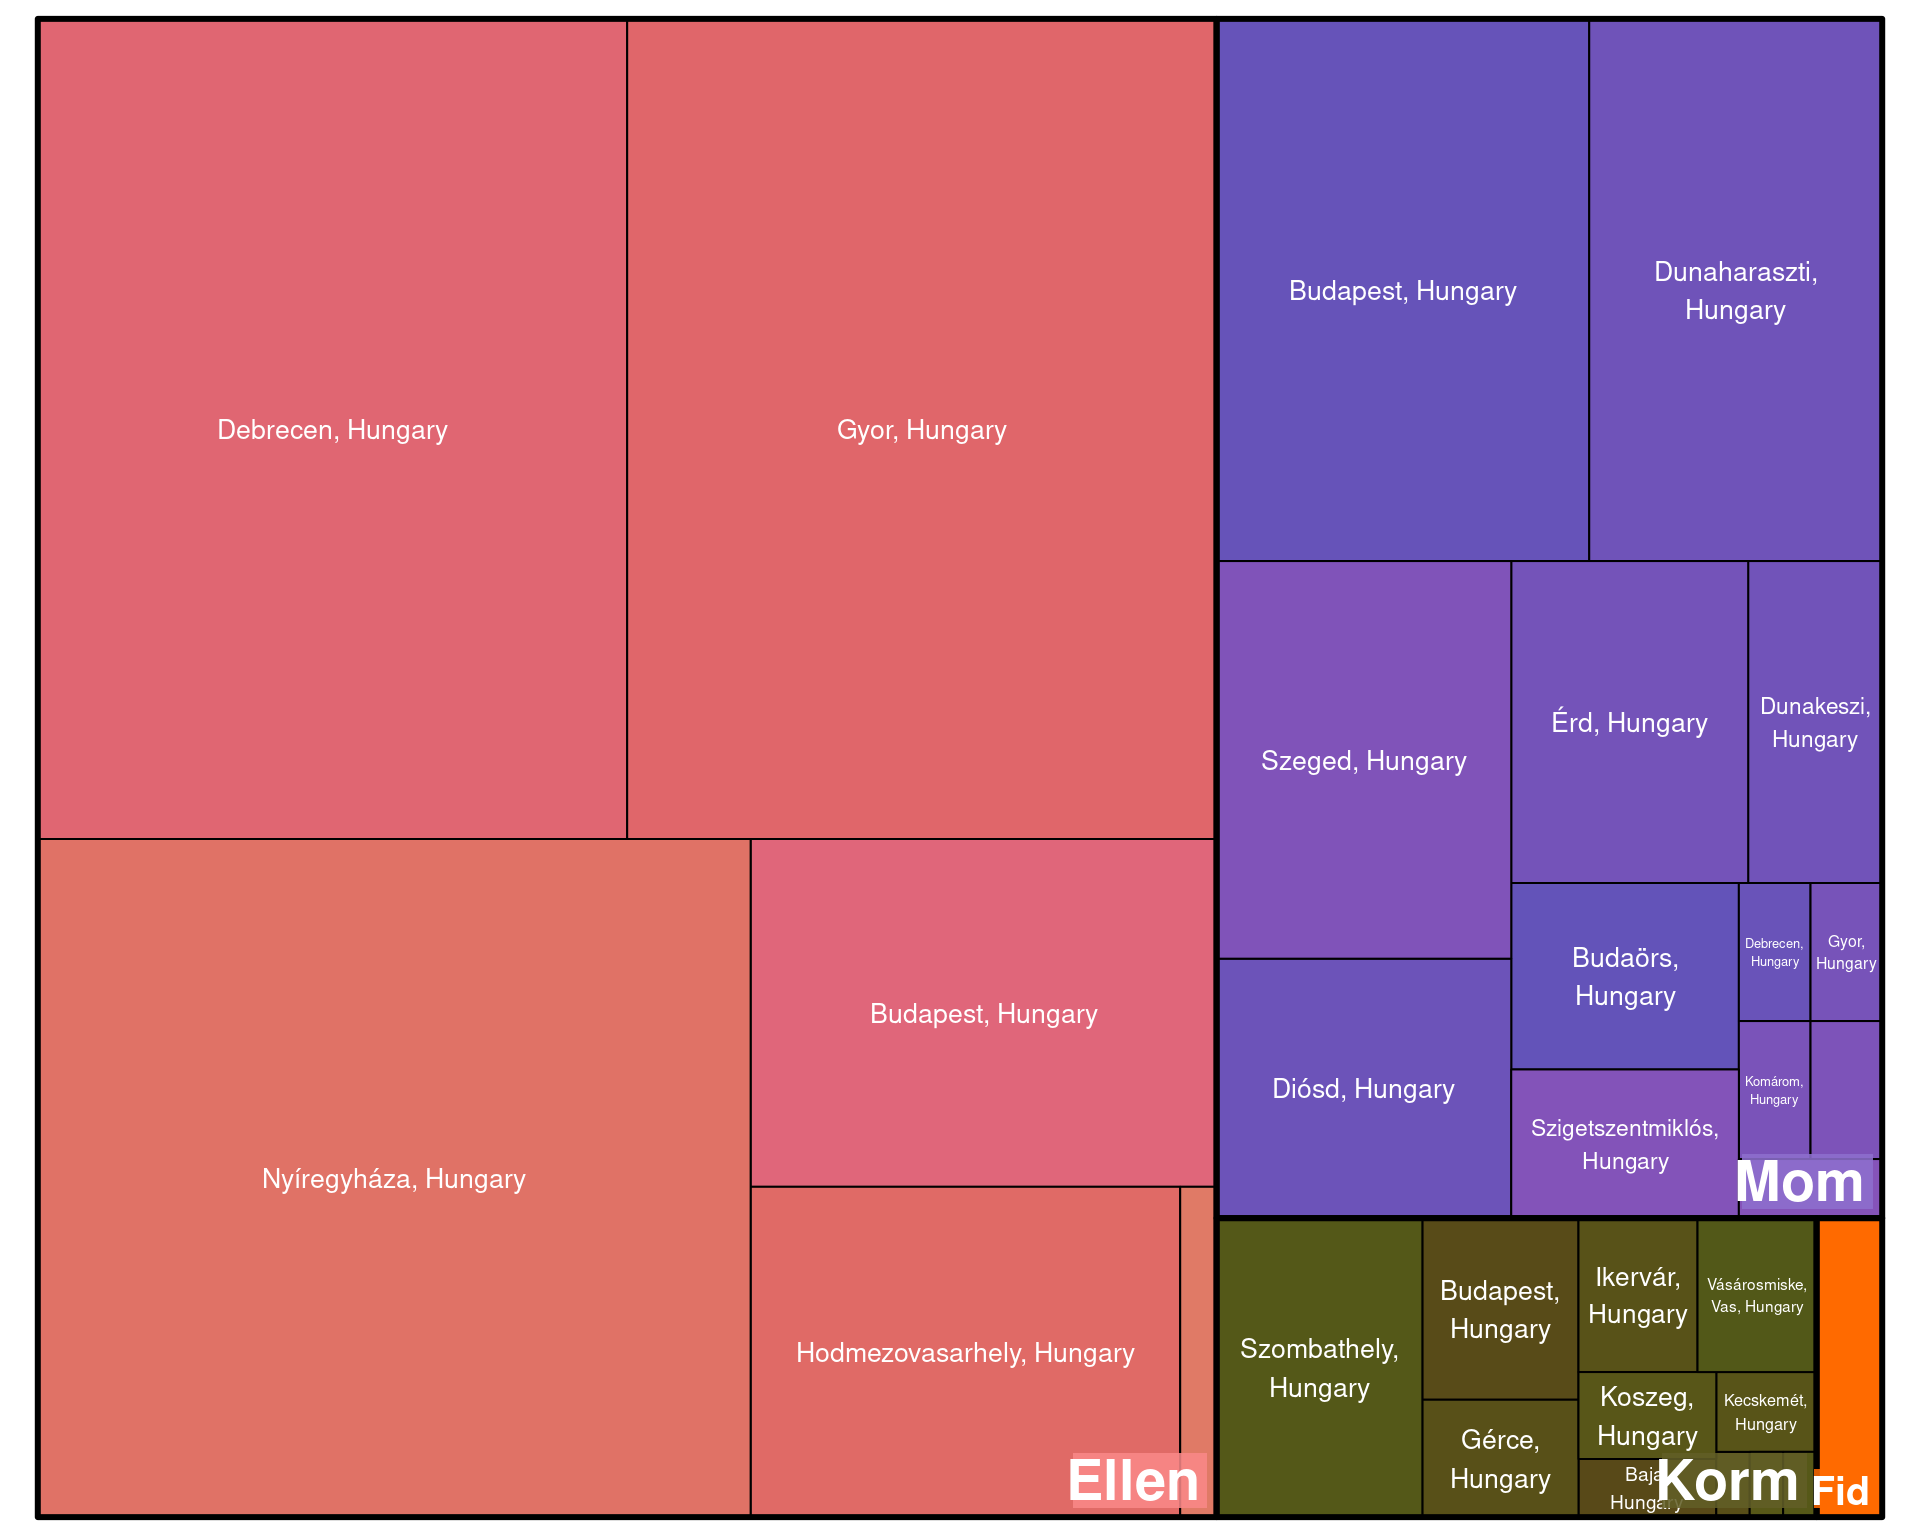 Debrecen, Hungary
Gyor, Hungary
Nyíregyháza, Hungary
Budapest, Hungary
Hodmezovasarhely, Hungary
Ellen
Budapest, Hungary
Dunaharaszti,
Hungary
Szeged, Hungary
Érd, Hungary
Dunakeszi,
Hungary
Diósd, Hungary
Budaörs,
Hungary
Debrecen,
Hungary
Gyor,
Hungary
Komárom,
Hungary
Szigetszentmiklós,
Hungary
Mom
Szombathely,
Hungary
Budapest,
Hungary
Gérce,
Hungary
Ikervár,
Hungary
Vásárosmiske,
Vas, Hungary
Koszeg,
Hungary
Kecskemét,
Hungary
Baja,
Hungary
Korm
Fid